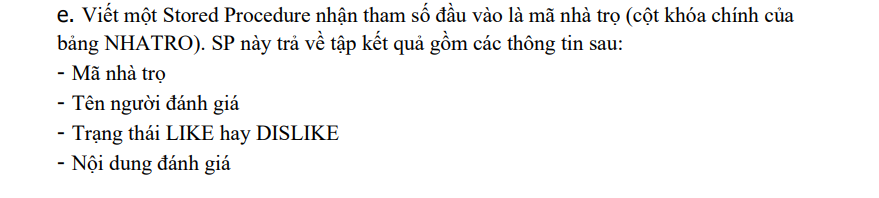 e. Viết một Stored Procedure nhận tham số đầu vào là mã nhà trọ (cột khóa chính của
bảng NHATRO). SP này trả về tập kết quả gồm các thông tin sau:
- Mã nhà trọ
- Tên người đánh giá
- Trạng thái LIKE hay DISLIKE
- Nội dung đánh giá